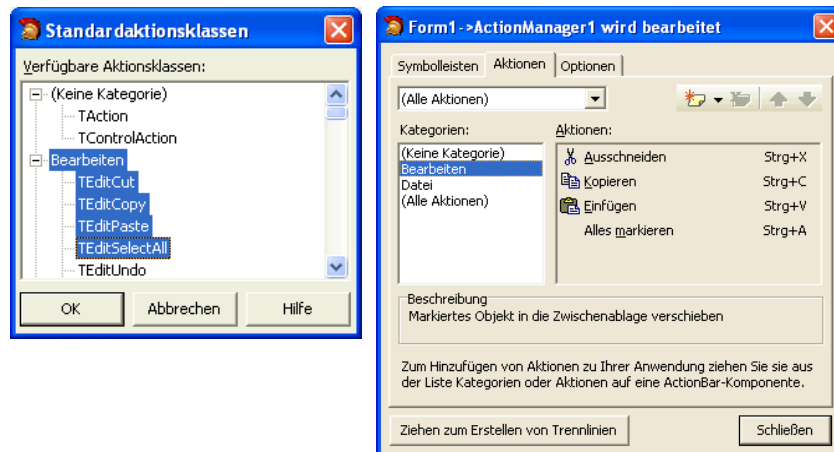 Standardaktionsklassen
Verfügbare Aktionsklassen:
(Keine Kategorie)
TAction
TControlAction
Bearbeiten
TEditCut
TEditCopy
TEditPaste
TEditSelectAll
TEditUndo
OK Abbrechen Hilfe
Form1->ActionManager1 wird bearbeitet
Symbolleisten Aktionen Optionen
(Alle Aktionen)
Kategorien: Aktionen:
(Keine Kategorie)
Bearbeiten
Datei
(Alle Aktionen)
Ausschneiden Strg+X
Kopieren Strg+C
Einfügen Strg+V
Alles markieren Strg+A
Beschreibung
Markiertes Objekt in die Zwischenablage verschieben
Zum Hinzufügen von Aktionen zu Ihrer Anwendung ziehen Sie sie aus
der Liste Kategorien oder Aktionen auf eine ActionBar-Komponente.
Ziehen zum Erstellen von Trennlinien Schließen